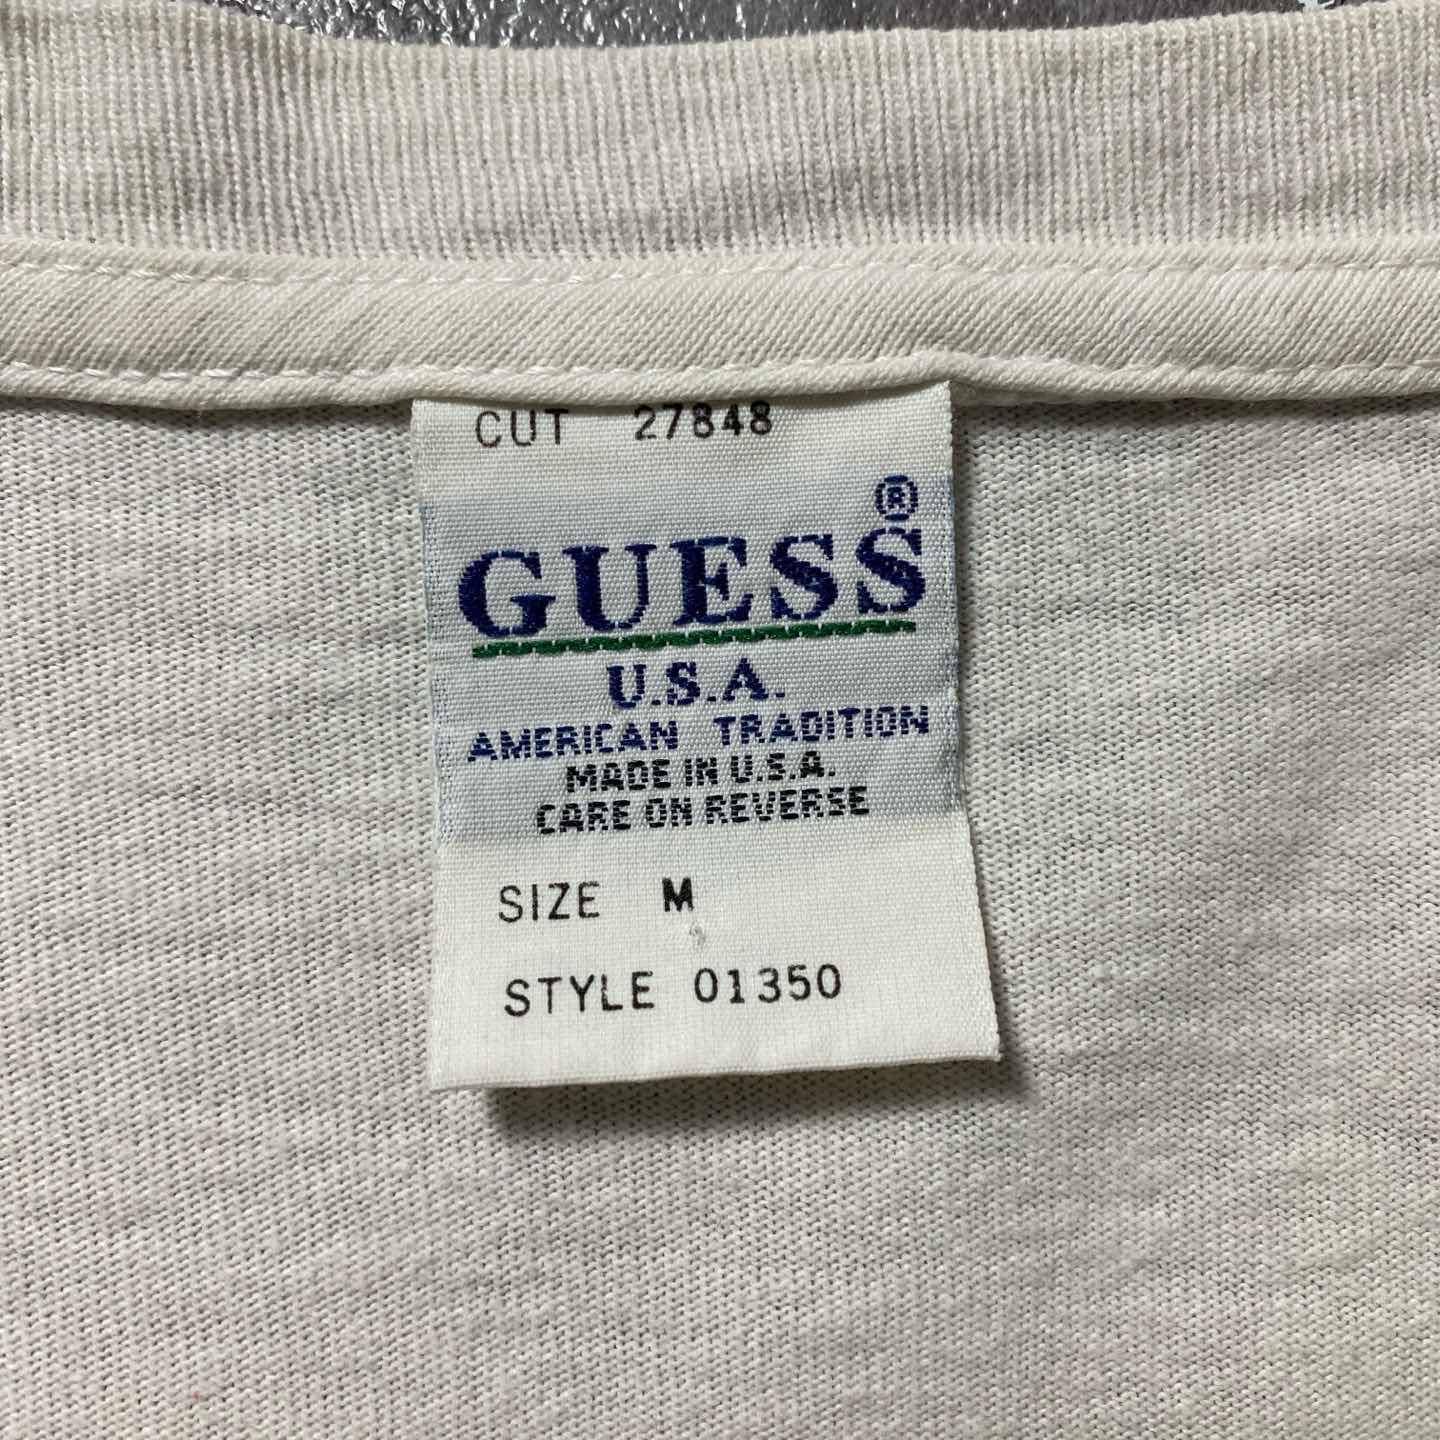 CUT 27848
GUESS®
U.S.A.
AMERICAN TRADITION
MADE IN U.S.A.
CARE ON REVERSE
SIZE M
STYLE 01350